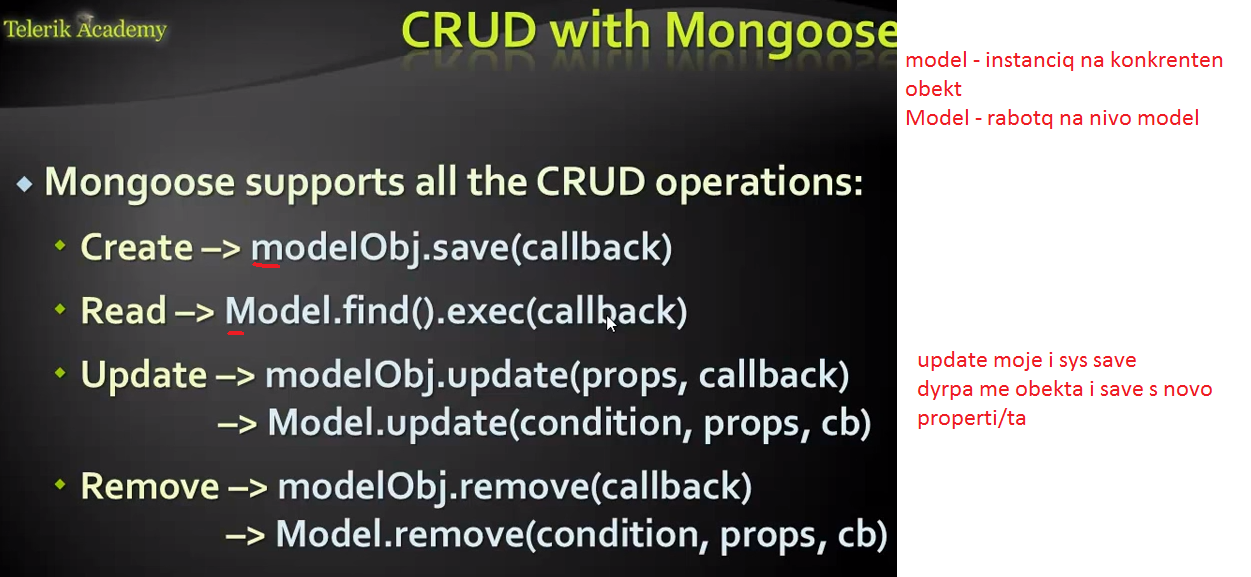 Telerik Academy
CRUD with Mongoose
model - instanciq na konkrenten
obekt
Model - rabotq na nivo model
Mongoose supports all the CRUD operations:
Create –> modelObj.save(callback)
Read –> Model.find().exec(callback)
Update –> modelObj.update(props, callback)
–> Model.update(condition, props, cb)
update moje i sys save
dyrpa me obekta i save s novo
properti/ta
Remove –> modelObj.remove(callback)
–> Model.remove(condition, props, cb)